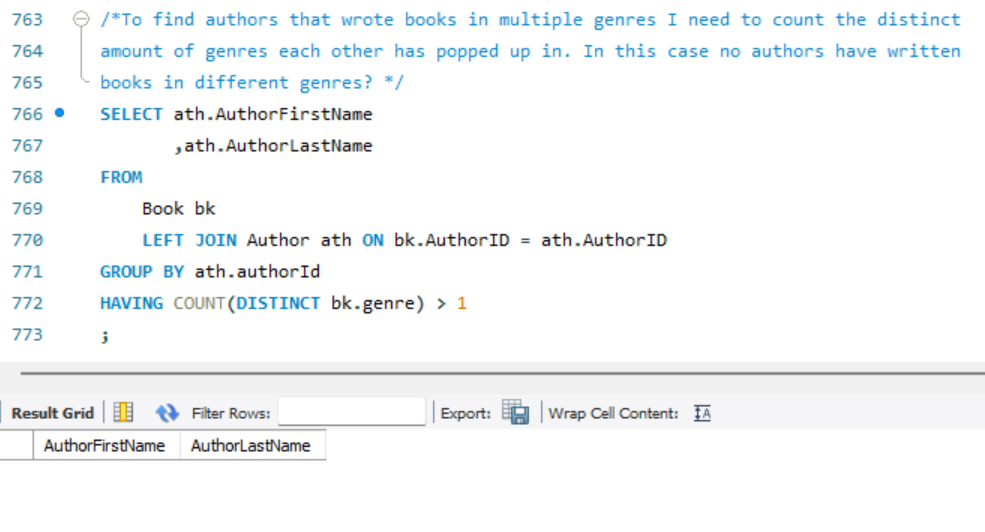 763 /*To find authors that wrote books in multiple genres I need to count the distinct
764 amount of genres each other has popped up in. In this case no authors have written
765 books in different genres? */
766 SELECT ath.AuthorFirstName
767 ,ath.AuthorLastName
768 FROM
769 Book bk
770 LEFT JOIN Author ath ON bk.AuthorID = ath.AuthorID
771 GROUP BY ath.authorId
772 HAVING COUNT(DISTINCT bk.genre) > 1
773 ;
Result Grid Filter Rows: Export: Wrap Cell Content: IA
AuthorFirstName AuthorLastName